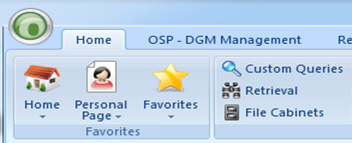 Home OSP - DGM Management Re
Custom Queries
Retrieval
File Cabinets
Home Personal Page Favorites
Favorites